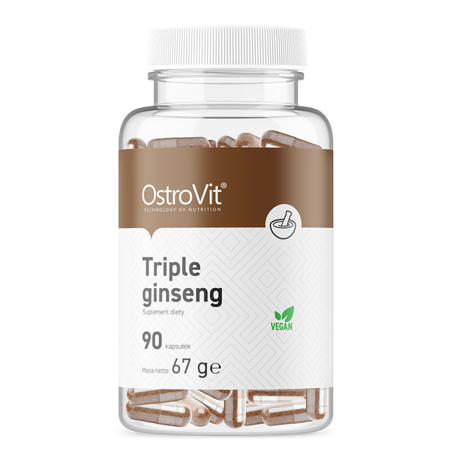 OstroVit®
TECHNOLOGY OF NUTRITION
Triple
ginseng
Suplement diety
VEGAN
90 kapsułek
Masa netto: 67 g℮